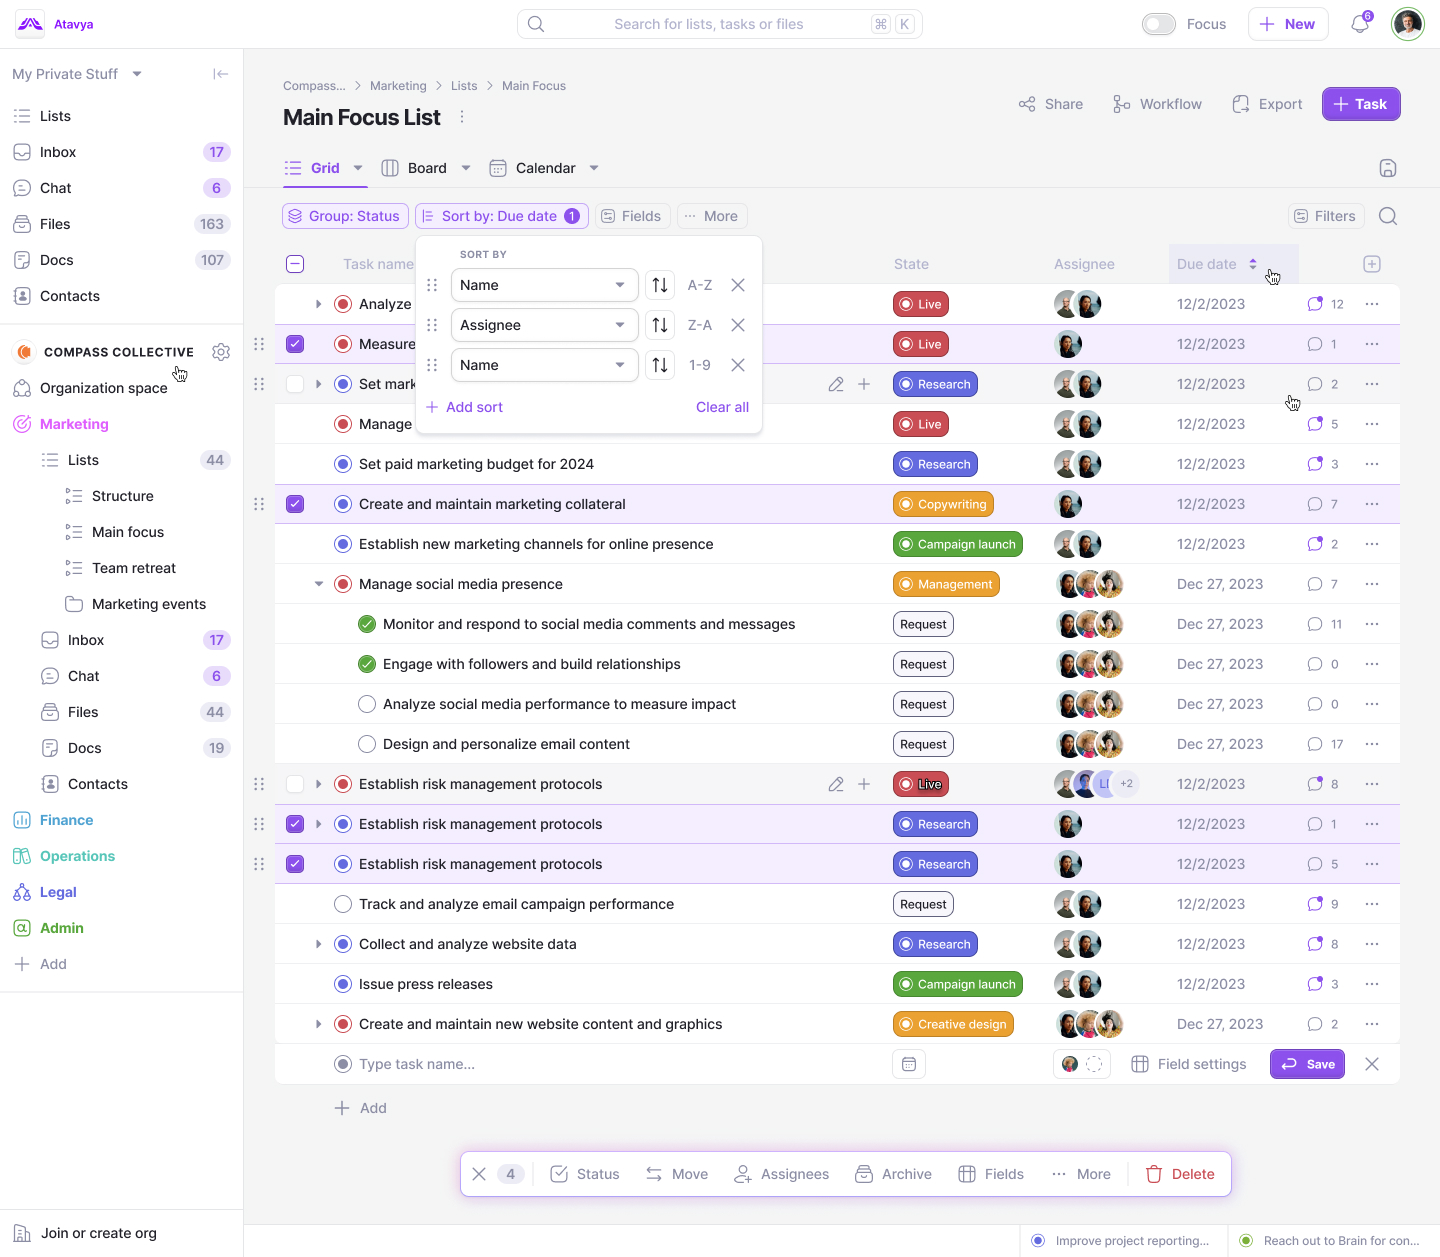 Atavya
Search for lists, tasks or files
⌘ K
Focus
New
6
My Private Stuff
Lists
Inbox 17
Chat 6
Files 163
Docs 107
Contacts
COMPASS COLLECTIVE
Organization space
Marketing
Lists 44
Structure
Main focus
Team retreat
Marketing events
Inbox 17
Chat 6
Files 44
Docs 19
Contacts
Finance
Operations
Legal
Admin
Add
Join or create org
Compass... > Marketing > Lists > Main Focus
Main Focus List
Share
Workflow
Export
Task
Grid
Board
Calendar
Group: Status
Sort by: Due date 1
Fields
More
Filters
Task name
State
Assignee
Due date
SORT BY
Name A-Z
Assignee Z-A
Name 1-9
Add sort
Clear all
Analyze Live 12/2/2023 12
Measure Live 12/2/2023 1
Set mark Research 12/2/2023 2
Manage Live 12/2/2023 5
Set paid marketing budget for 2024 Research 12/2/2023 3
Create and maintain marketing collateral Copywriting 12/2/2023 7
Establish new marketing channels for online presence Campaign launch 12/2/2023 2
Manage social media presence Management Dec 27, 2023 7
Monitor and respond to social media comments and messages Request Dec 27, 2023 11
Engage with followers and build relationships Request Dec 27, 2023 0
Analyze social media performance to measure impact Request Dec 27, 2023 0
Design and personalize email content Request Dec 27, 2023 17
Establish risk management protocols Live +2 12/2/2023 8
Establish risk management protocols Research 12/2/2023 1
Establish risk management protocols Research 12/2/2023 5
Track and analyze email campaign performance Request 12/2/2023 9
Collect and analyze website data Research 12/2/2023 8
Issue press releases Campaign launch 12/2/2023 3
Create and maintain new website content and graphics Creative design Dec 27, 2023 2
Type task name...
Field settings
Save
Add
4
Status
Move
Assignees
Archive
Fields
More
Delete
Improve project reporting...
Reach out to Brain for con...